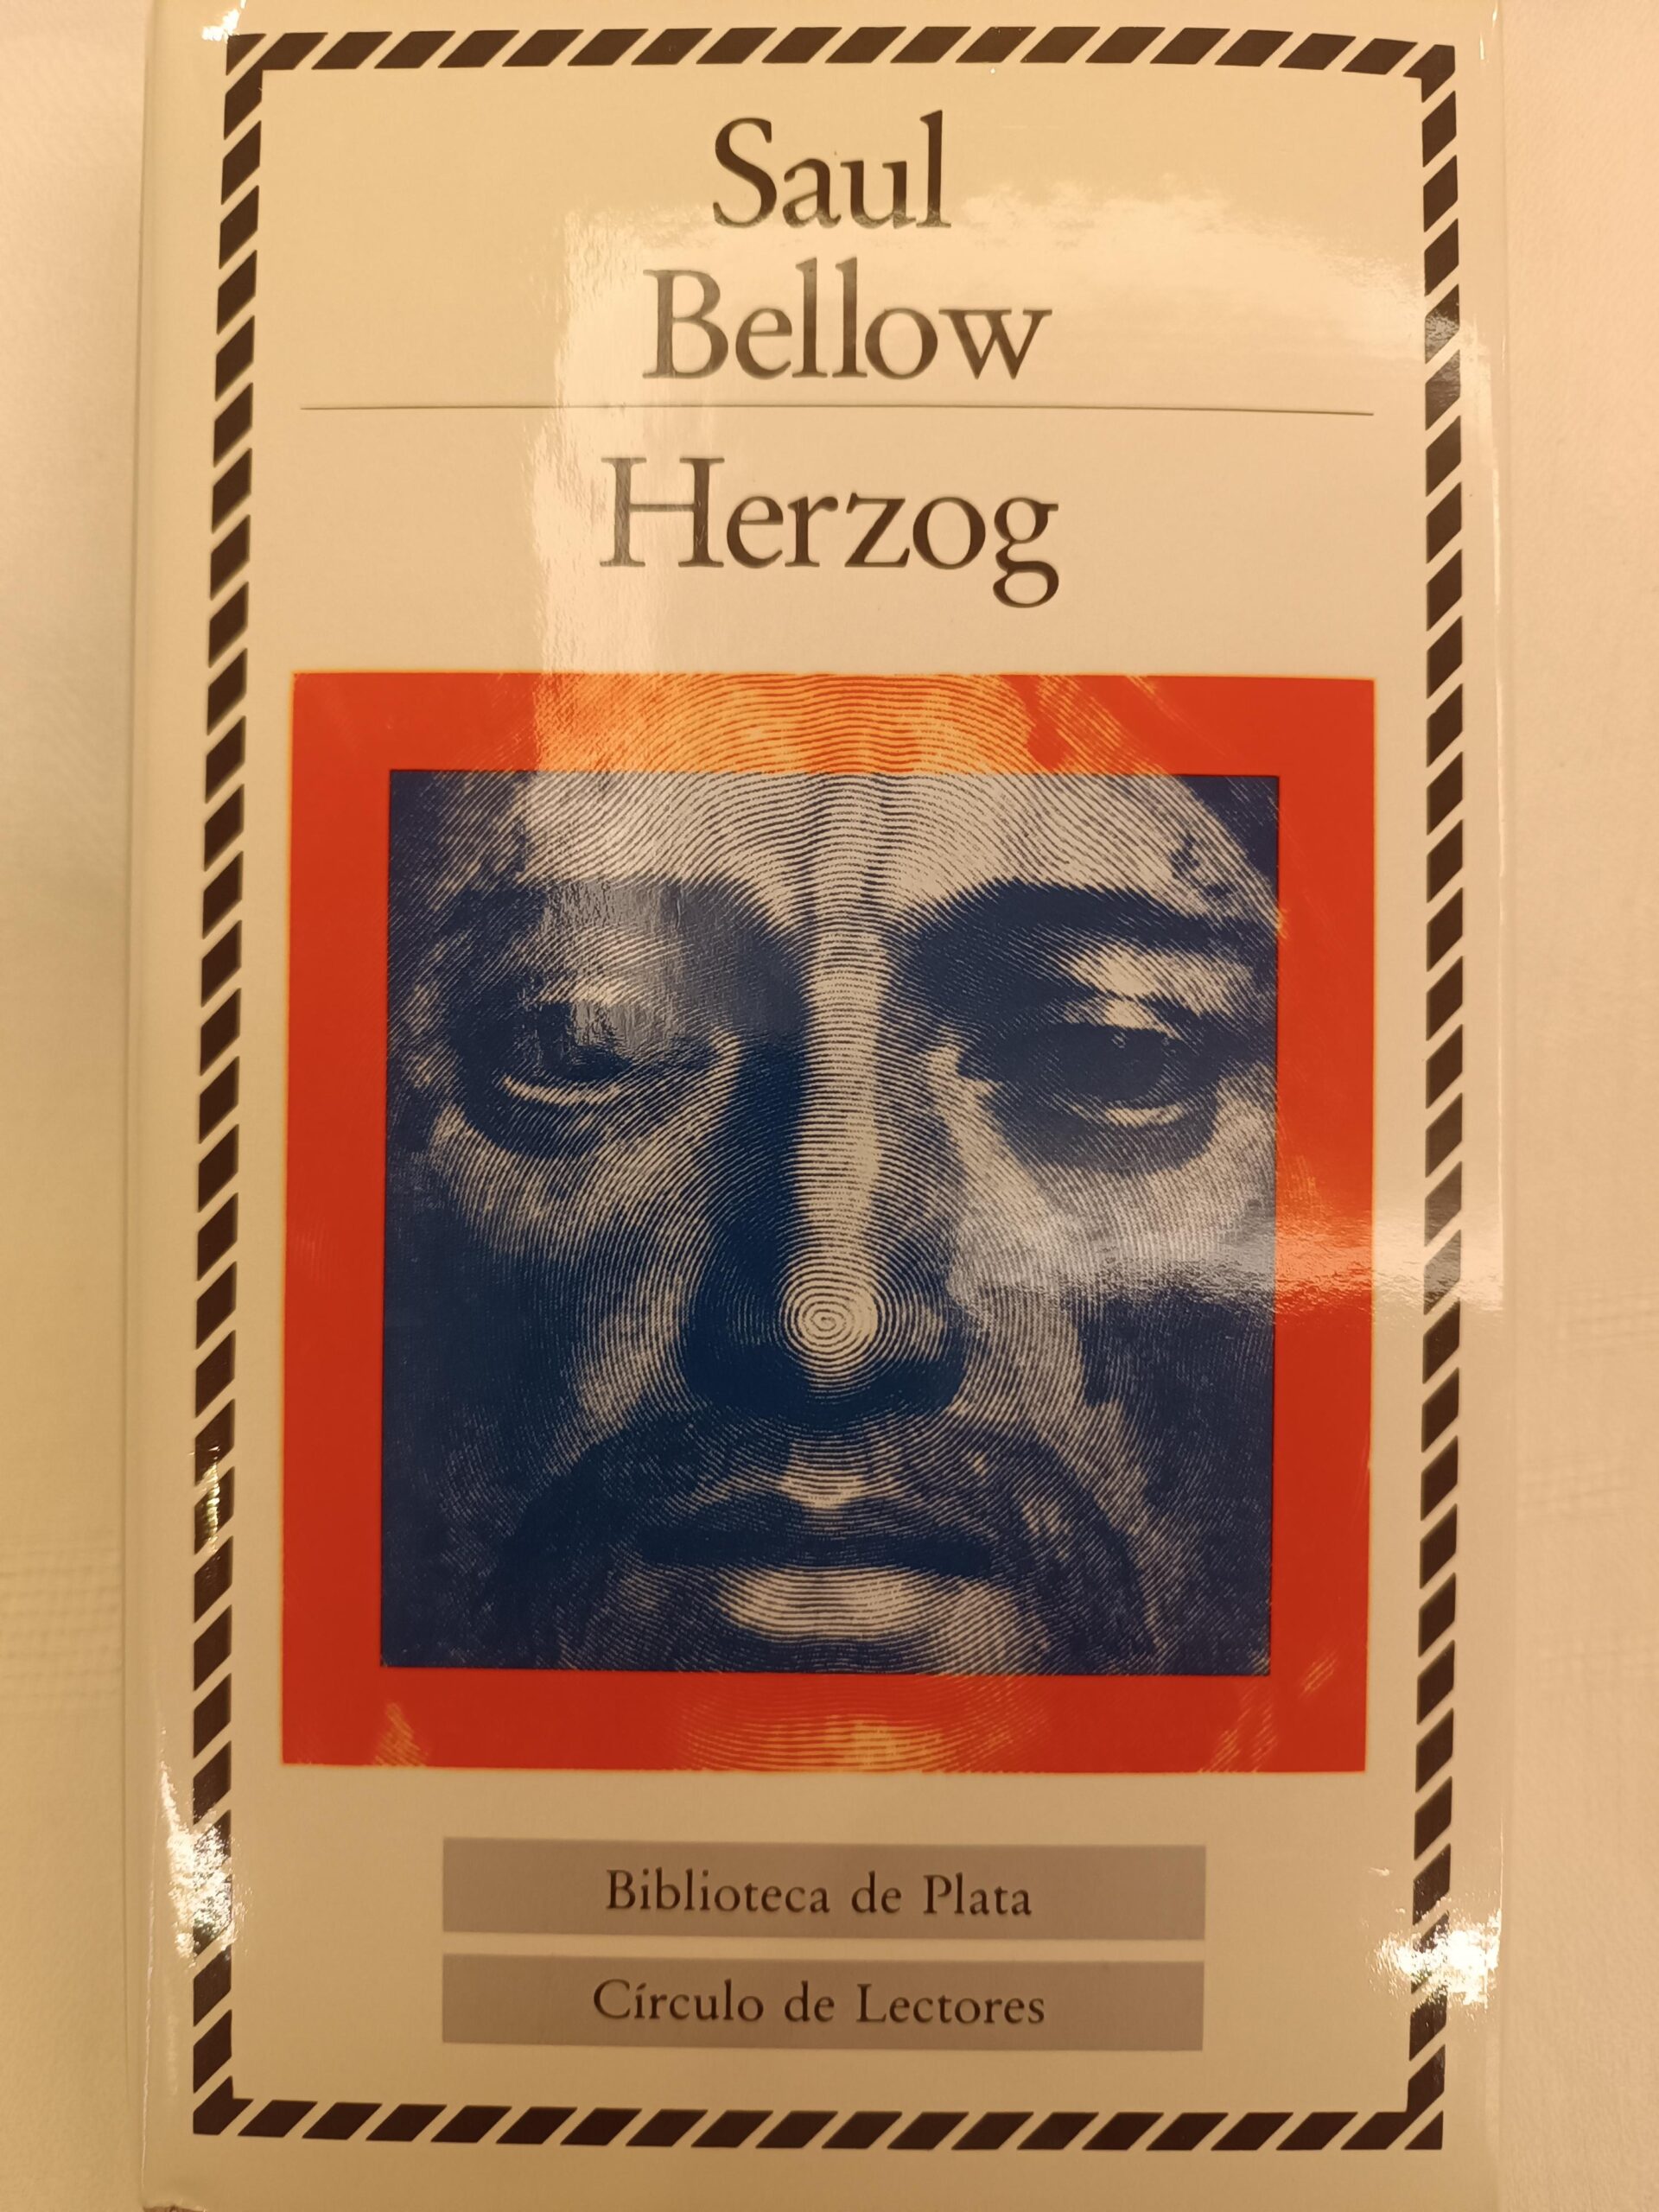 Saul
Bellow
Herzog
Biblioteca de Plata
Círculo de Lectores